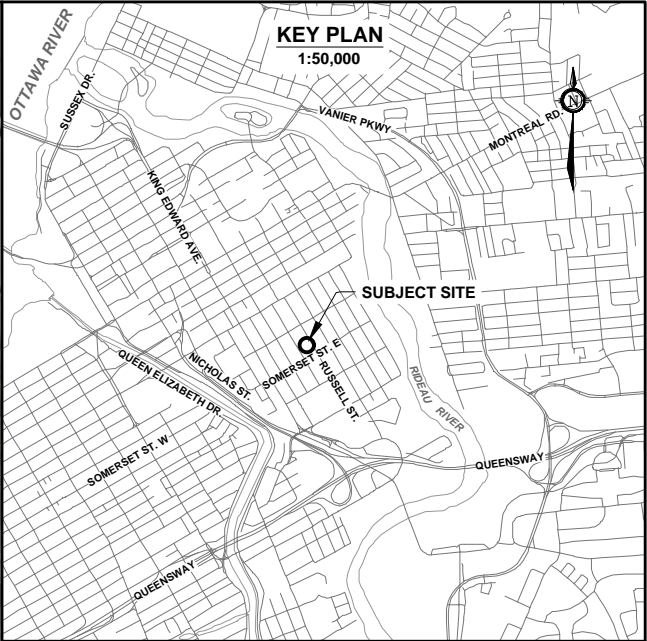 KEY PLAN
1:50,000
OTTAWA RIVER
SUSSEX DR.
VANIER PKWY
MONTREAL RD.
N
KING EDWARD AVE.
SUBJECT SITE
NICHOLAS ST.
SOMERSET ST. E
QUEEN ELIZABETH DR.
RUSSELL ST.
RIDEAU RIVER
SOMERSET ST. W
QUEENSWAY
QUEENSWAY